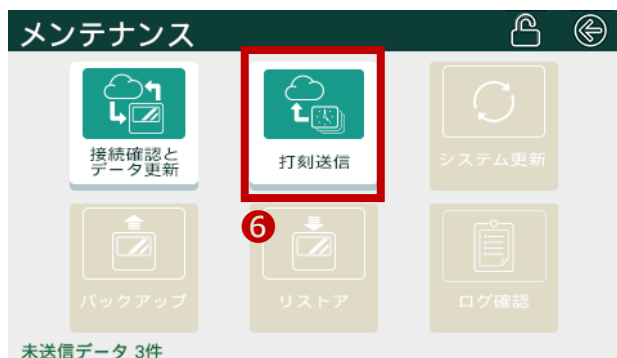 メンテナンス
接続確認と
データ更新
打刻送信
システム更新
❻
バックアップ
リストア
ログ確認
未送信データ 3件